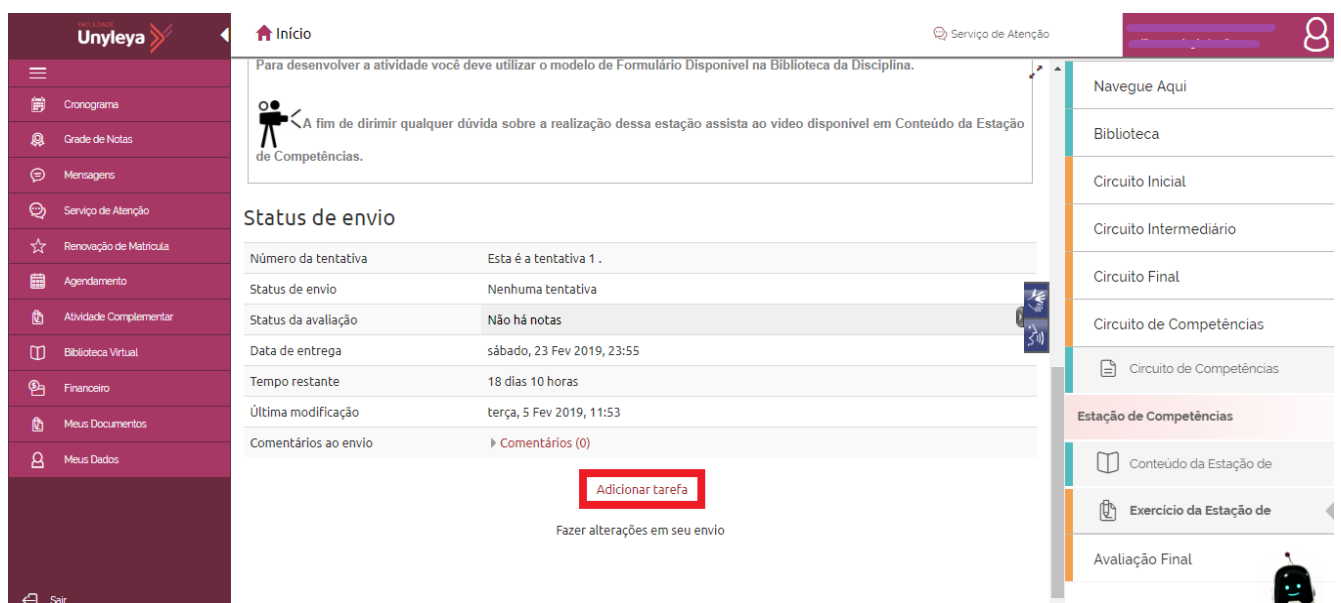 FACULDADE
Unyleya
Início
Serviço de Atenção
Cronograma
Grade de Notas
Mensagens
Serviço de Atenção
Renovação de Matricula
Agendamento
Atividade Complementar
Biblioteca Virtual
Financeiro
Meus Documentos
Meus Dados
Sair
Para desenvolver a atividade você deve utilizar o modelo de Formulário Disponível na Biblioteca da Disciplina.
A fim de dirimir qualquer dúvida sobre a realização dessa estação assista ao vídeo disponível em Conteúdo da Estação
de Competências.
Status de envio
Número da tentativa Esta é a tentativa 1 .
Status de envio Nenhuma tentativa
Status da avaliação Não há notas
Data de entrega sábado, 23 Fev 2019, 23:55
Tempo restante 18 dias 10 horas
Última modificação terça, 5 Fev 2019, 11:53
Comentários ao envio Comentários (0)
Adicionar tarefa
Fazer alterações em seu envio
Navegue Aqui
Biblioteca
Circuito Inicial
Circuito Intermediário
Circuito Final
Circuito de Competências
Circuito de Competências
Estação de Competências
Conteúdo da Estação de
Exercício da Estação de
Avaliação Final